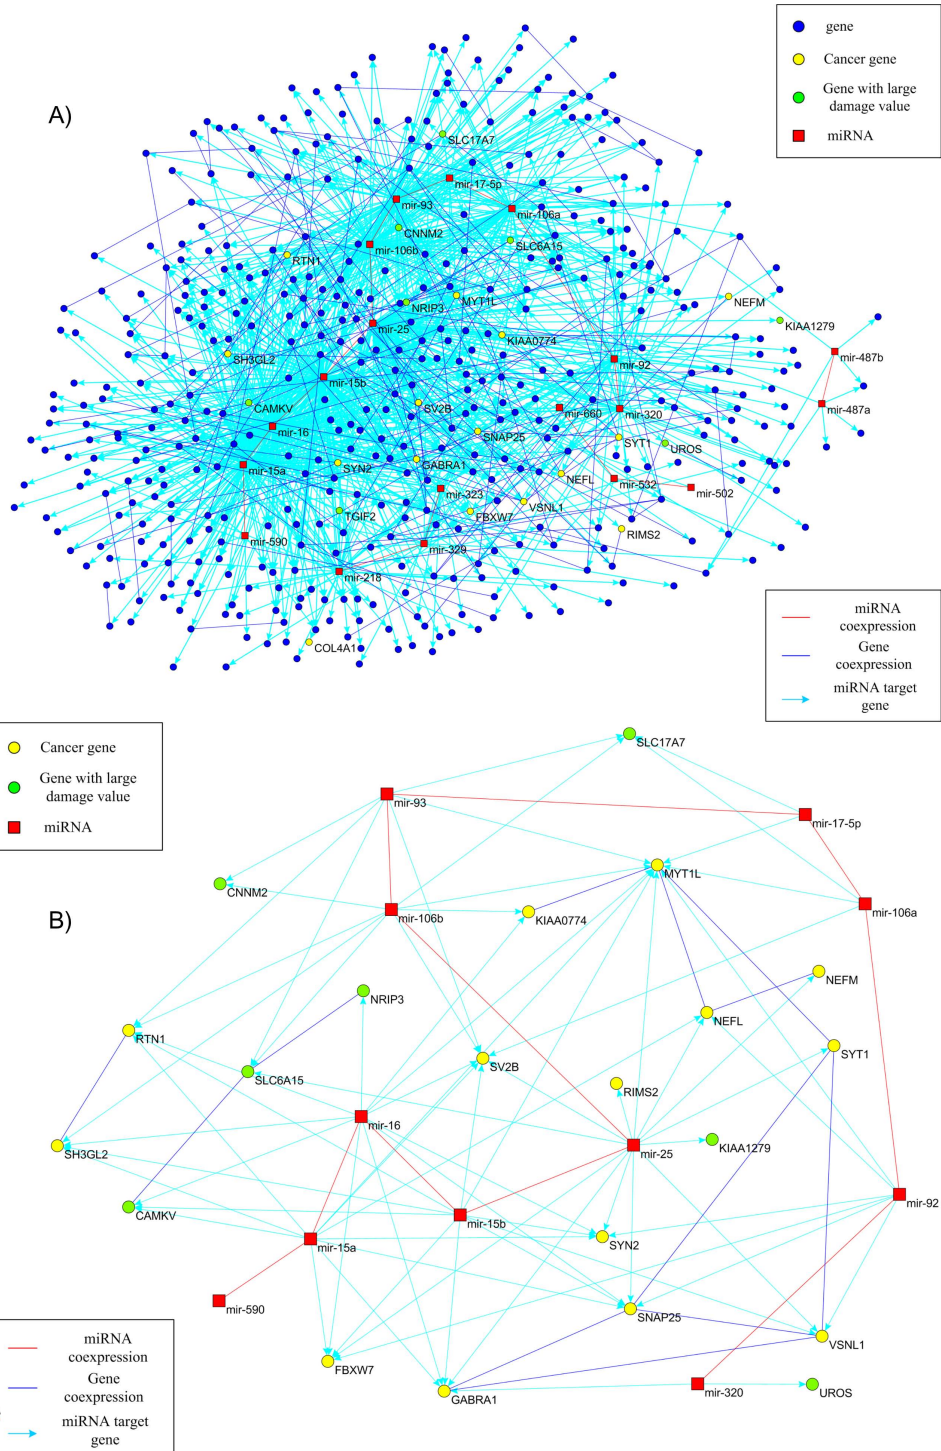 A)
gene
Cancer gene
Gene with large
damage value
miRNA
SLC17A7
mir-17-5p
mir-93
mir-106a
CNNM2
SLC6A15
mir-106b
RTN1
NRIP3
MYT1L
NEFM
KIAA1279
mir-25
KIAA0774
SH3GL2
mir-92
mir-487b
mir-15b
CAMKV
SV2B
mir-660
mir-320
mir-487a
mir-16
SNAP25
SYT1
UROS
mir-15a
SYN2
GABRA1
NEFL
mir-532
mir-502
mir-323
VSNL1
TGIF2
FBXW7
RIMS2
mir-590
mir-329
mir-218
COL4A1
miRNA
coexpression
Gene
coexpression
miRNA target
gene
Cancer gene
Gene with large
damage value
miRNA
B)
SLC17A7
mir-93
mir-17-5p
MYT1L
CNNM2
mir-106b
KIAA0774
mir-106a
NEFM
NRIP3
NEFL
RTN1
SYT1
SV2B
SLC6A15
RIMS2
mir-16
SH3GL2
mir-25
KIAA1279
mir-92
CAMKV
mir-15b
mir-15a
SYN2
mir-590
SNAP25
VSNL1
FBXW7
GABRA1
mir-320
UROS
miRNA
coexpression
Gene
coexpression
miRNA target
gene